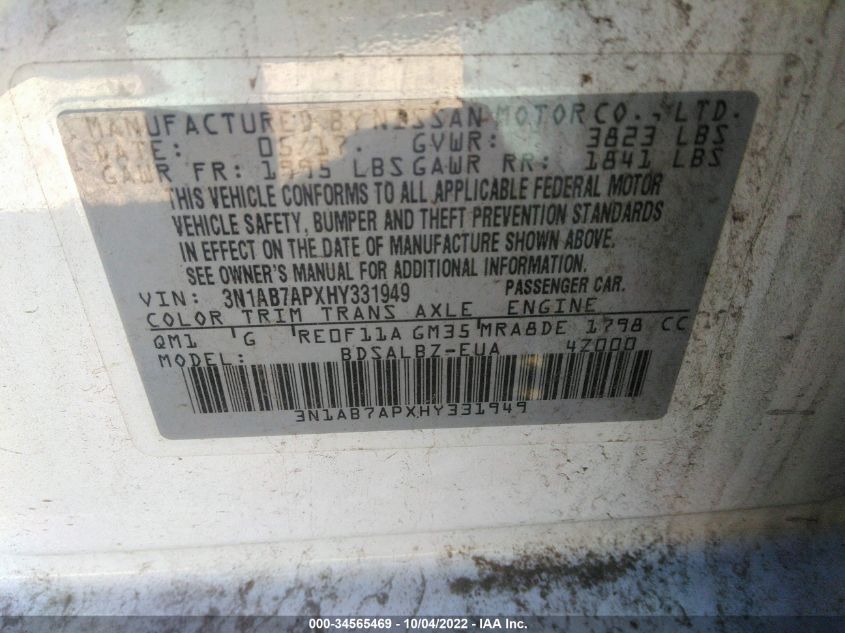 MANUFACTURED BY NISSAN MOTOR CO., LTD.
DATE: 05/17. GVWR: 3823 LBS
GAWR FR: 1995 LBS GAWR RR: 1841 LBS
THIS VEHICLE CONFORMS TO ALL APPLICABLE FEDERAL MOTOR
VEHICLE SAFETY, BUMPER AND THEFT PREVENTION STANDARDS
IN EFFECT ON THE DATE OF MANUFACTURE SHOWN ABOVE.
SEE OWNER'S MANUAL FOR ADDITIONAL INFORMATION.
VIN: 3N1AB7APXHY331949 PASSENGER CAR.
COLOR TRIM TRANS AXLE ENGINE
QM1 G RE0F11A GM35 MRA8DE 1798 CC
MODEL: BDSALBZ-EUA 4Z000
3N1AB7APXHY331949
000-34565469 - 10/04/2022 - IAA Inc.